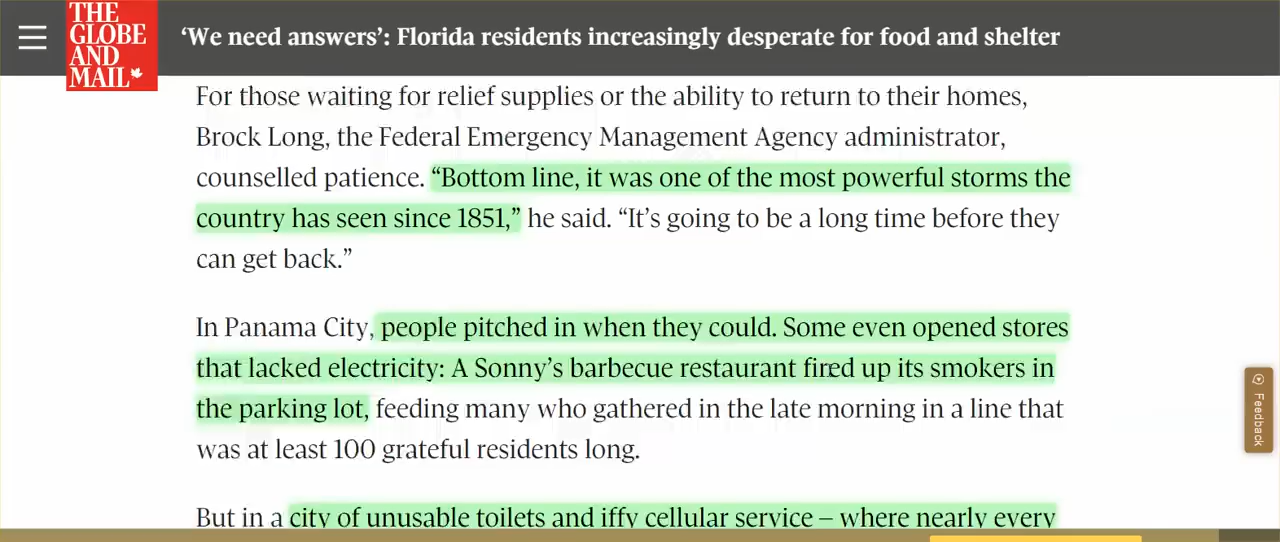 THE
GLOBE
AND
MAIL
‘We need answers’: Florida residents increasingly desperate for food and shelter
For those waiting for relief supplies or the ability to return to their homes,
Brock Long, the Federal Emergency Management Agency administrator,
counselled patience. “Bottom line, it was one of the most powerful storms the
country has seen since 1851,” he said. “It’s going to be a long time before they
can get back.”
In Panama City, people pitched in when they could. Some even opened stores
that lacked electricity: A Sonny’s barbecue restaurant fired up its smokers in
the parking lot, feeding many who gathered in the late morning in a line that
was at least 100 grateful residents long.
But in a city of unusable toilets and iffy cellular service – where nearly every
Feedback